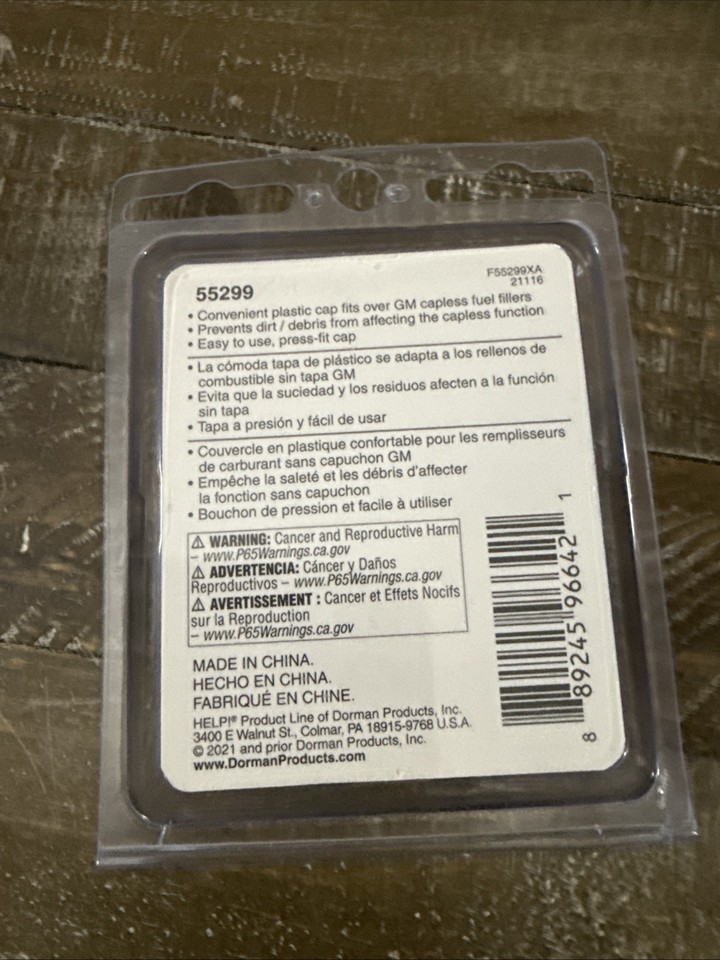 F55299XA
21116
55299
• Convenient plastic cap fits over GM capless fuel fillers
• Prevents dirt / debris from affecting the capless function
• Easy to use, press-fit cap
• La cómoda tapa de plástico se adapta a los rellenos de
combustible sin tapa GM
• Evita que la suciedad y los residuos afecten a la función
sin tapa
• Tapa a presión y fácil de usar
• Couvercle en plastique confortable pour les remplisseurs
de carburant sans capuchon GM
• Empêche la saleté et les débris d'affecter
la fonction sans capuchon
• Bouchon de pression et facile à utiliser
⚠ WARNING: Cancer and Reproductive Harm
– www.P65Warnings.ca.gov
⚠ ADVERTENCIA: Cáncer y Daños
Reproductivos – www.P65Warnings.ca.gov
⚠ AVERTISSEMENT : Cancer et Effets Nocifs
sur la Reproduction
– www.P65Warnings.ca.gov
MADE IN CHINA.
HECHO EN CHINA.
FABRIQUÉ EN CHINE.
HELP!® Product Line of Dorman Products, Inc.
3400 E Walnut St., Colmar, PA 18915-9768 U.S.A.
© 2021 and prior Dorman Products, Inc.
www.DormanProducts.com
8 89245 96642 1